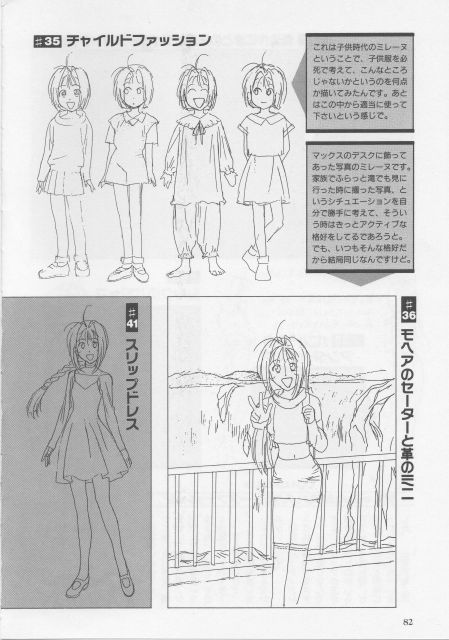 ♯35 チャイルドファッション
これは子供時代のミレーヌ
ということで、子供服を必
死で考えて、こんなところ
じゃないかというのを何点
か描いてみたんです。あと
はこの中から適当に使って
下さいという感じで。
マックスのデスクに飾って
あった写真のミレーヌです。
家族でふらっと滝でも見に
行った時に撮った写真、と
いうシチュエーションを自
分で勝手に考えて、そうい
う時はきっとアクティブな
格好をしてるであろうと。
でも、いつもそんな格好だ
から結局同じなんですけど。
♯41 スリップドレス
♯36 モヘアのセーターと革のミニ
82